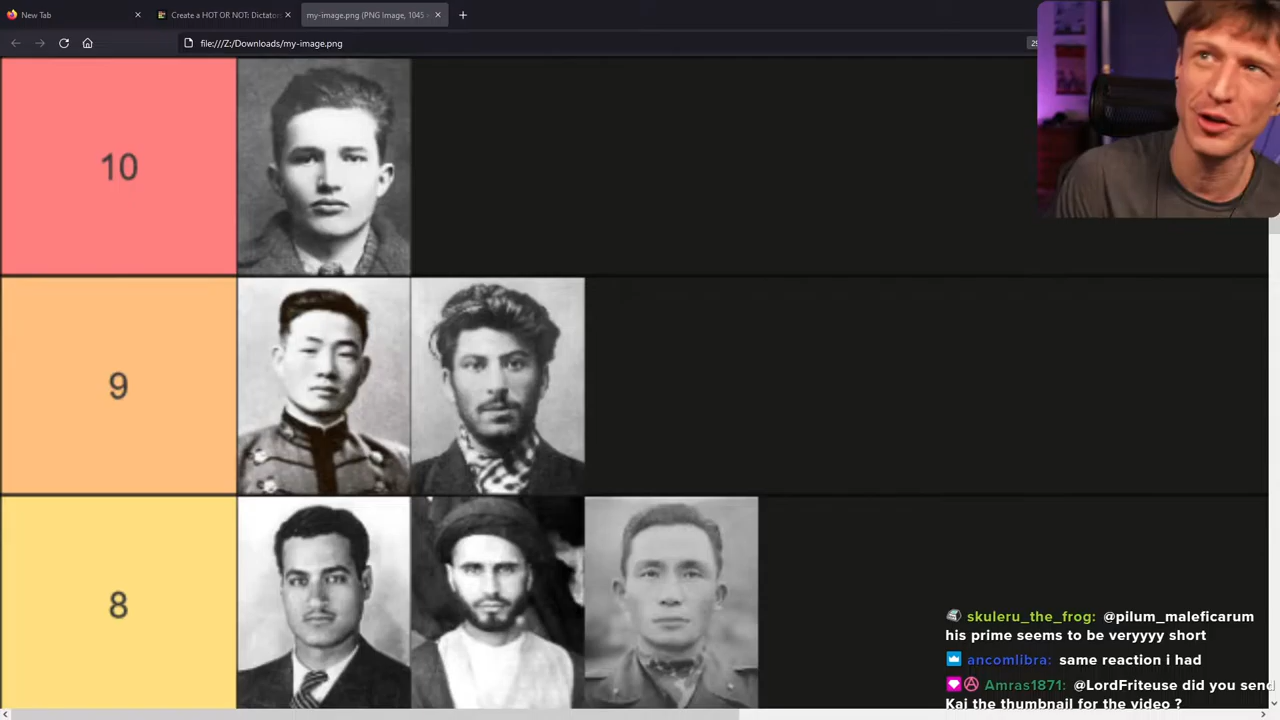 New Tab
Create a HOT OR NOT: Dictator
my-image.png (PNG Image, 1045
file:///Z:/Downloads/my-image.png
10
9
8
skuleru_the_frog: @pilum_maleficarum
his prime seems to be veryyyy short
ancomlibra: same reaction i had
Amras1871: @LordFriteuse did you send
Kai the thumbnail for the video ?